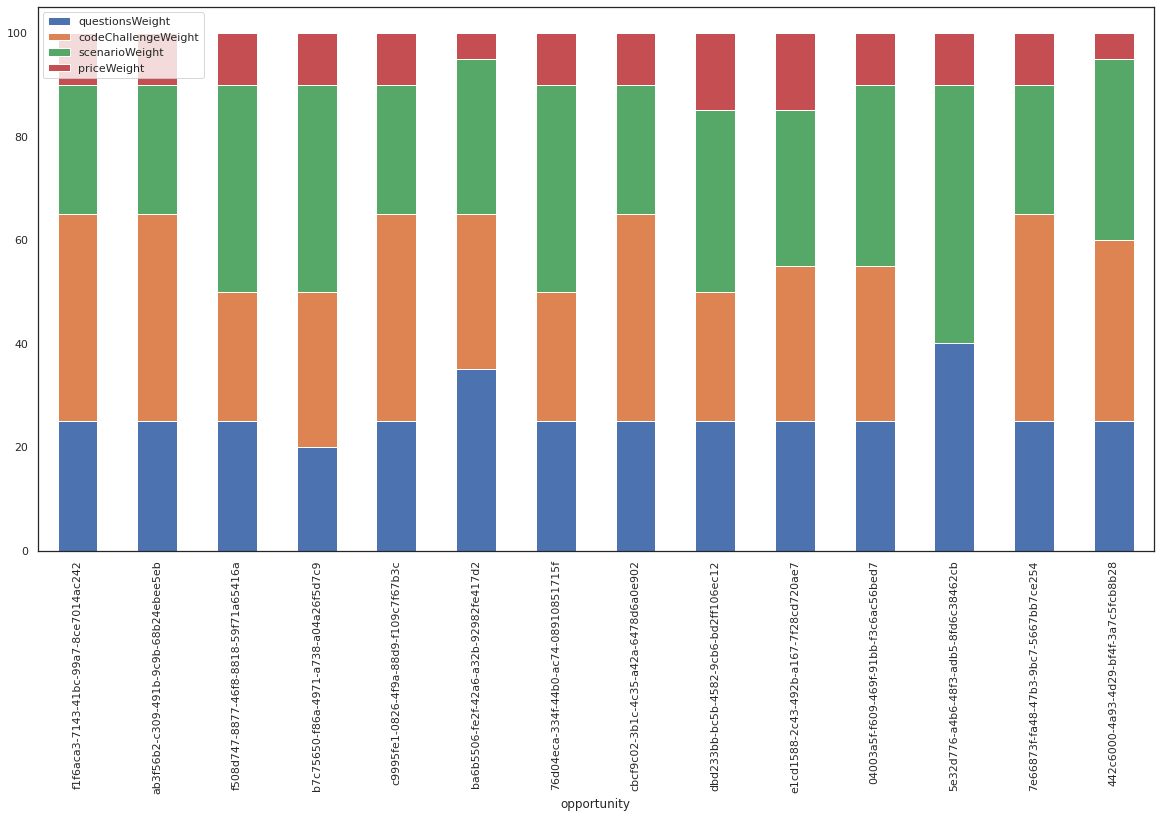 questionsWeight
codeChallengeWeight
scenarioWeight
priceWeight
100
80
60
40
20
0
f1f6aca3-7143-41bc-99a7-8ce7014ac242
ab3f56b2-c309-491b-9c9b-68b24ebee5eb
f508d747-8877-46f8-8818-59f71a65416a
b7c75650-f86a-4971-a738-a04a26f5d7c9
c9995fe1-0826-4f9a-88d9-f109c7f67b3c
ba6b5506-fe2f-42a6-a32b-92982fe417d2
76d04eca-334f-44b0-ac74-08910851715f
cbcf9c02-3b1c-4c35-a42a-6478d6a0e902
dbd233bb-bc5b-4582-9cb6-bd2ff106ec12
e1cd1588-2c43-492b-a167-7f28cd720ae7
04003a5f-f609-469f-91bb-f3c6ac56bed7
5e32d776-a4b6-48f3-adb5-8fd6c38462cb
7e66873f-fa48-47b3-9bc7-5667bb7ce254
442c6000-4a93-4d29-bf4f-3a7c5fcb8b28
opportunity